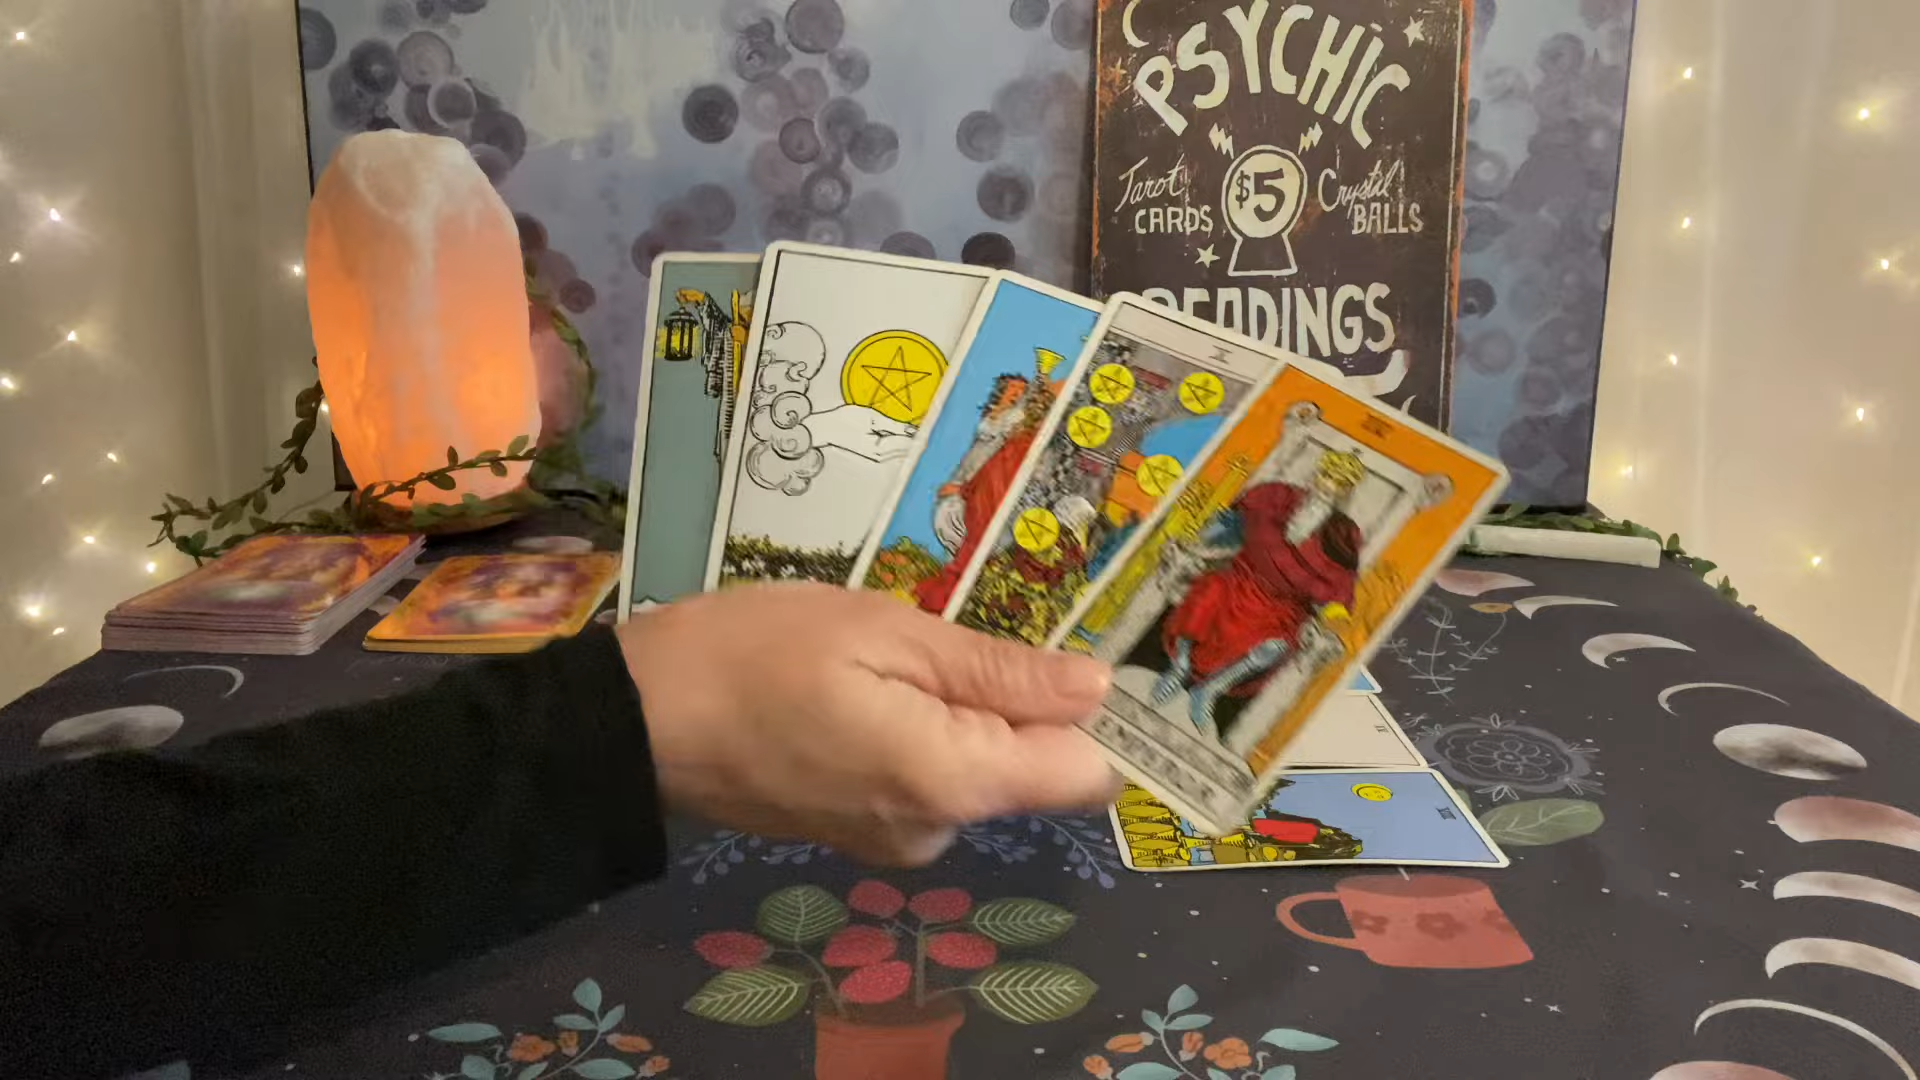 PSYCHIC
Tarot CARDS
$5
Crystal BALLS
READINGS
X